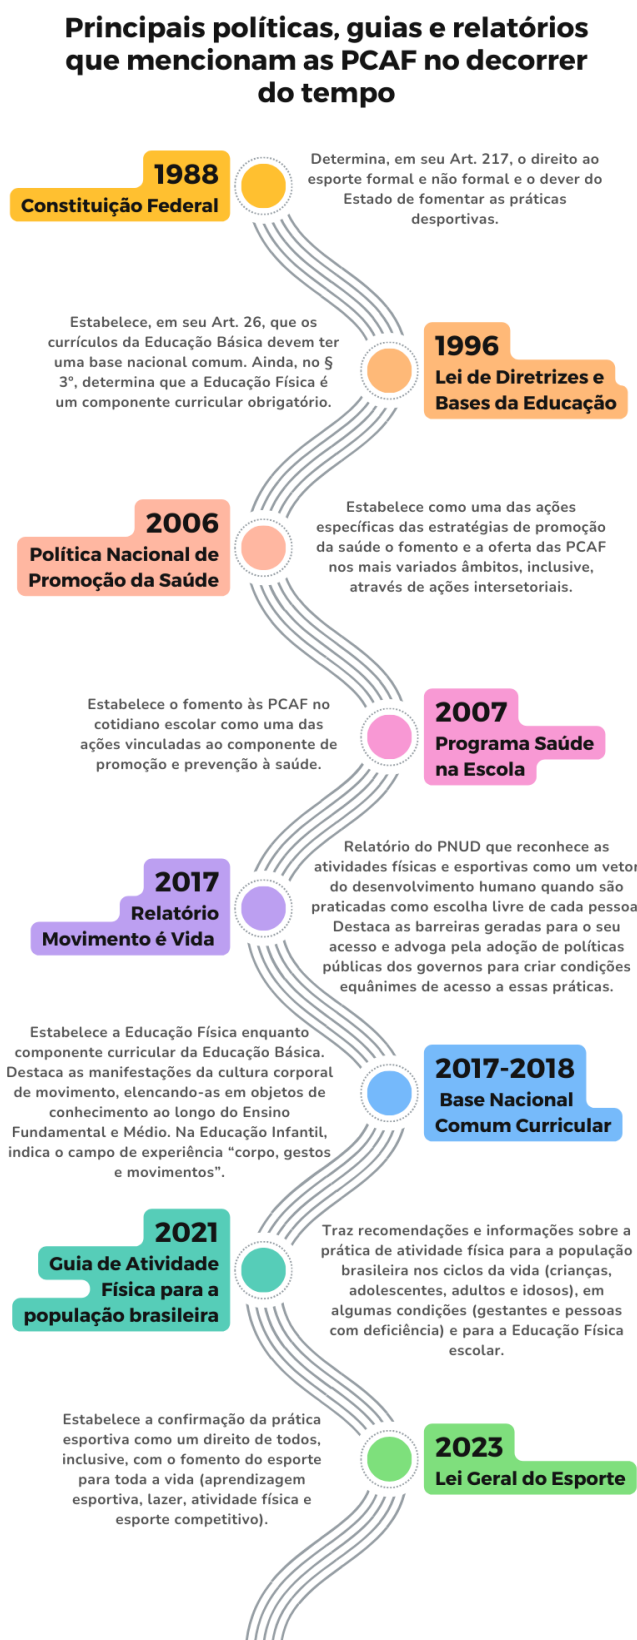 Principais políticas, guias e relatórios
que mencionam as PCAF no decorrer
do tempo
1988
Constituição Federal
Determina, em seu Art. 217, o direito ao
esporte formal e não formal e o dever do
Estado de fomentar as práticas
desportivas.
Estabelece, em seu Art. 26, que os
currículos da Educação Básica devem ter
uma base nacional comum. Ainda, no §
3º, determina que a Educação Física é
um componente curricular obrigatório.
1996
Lei de Diretrizes e
Bases da Educação
2006
Política Nacional de
Promoção da Saúde
Estabelece como uma das ações
específicas das estratégias de promoção
da saúde o fomento e a oferta das PCAF
nos mais variados âmbitos, inclusive,
através de ações intersetoriais.
Estabelece o fomento às PCAF no
cotidiano escolar como uma das
ações vinculadas ao componente de
promoção e prevenção à saúde.
2007
Programa Saúde
na Escola
2017
Relatório
Movimento é Vida
Relatório do PNUD que reconhece as
atividades físicas e esportivas como um vetor
do desenvolvimento humano quando são
praticadas como escolha livre de cada pessoa.
Destaca as barreiras geradas para o seu
acesso e advoga pela adoção de políticas
públicas dos governos para criar condições
equânimes de acesso a essas práticas.
Estabelece a Educação Física enquanto
componente curricular da Educação Básica.
Destaca as manifestações da cultura corporal
de movimento, elencando-as em objetos de
conhecimento ao longo do Ensino
Fundamental e Médio. Na Educação Infantil,
indica o campo de experiência “corpo, gestos
e movimentos”.
2017-2018
Base Nacional
Comum Curricular
2021
Guia de Atividade
Física para a
população brasileira
Traz recomendações e informações sobre a
prática de atividade física para a população
brasileira nos ciclos da vida (crianças,
adolescentes, adultos e idosos), em
algumas condições (gestantes e pessoas
com deficiência) e para a Educação Física
escolar.
Estabelece a confirmação da prática
esportiva como um direito de todos,
inclusive, com o fomento do esporte
para toda a vida (aprendizagem
esportiva, lazer, atividade física e
esporte competitivo).
2023
Lei Geral do Esporte